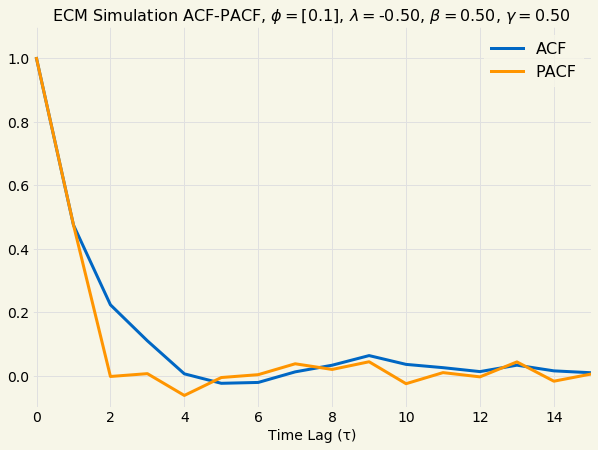 ECM Simulation ACF-PACF, ϕ = [0.1], λ = -0.50, β = 0.50, γ = 0.50
ACF
PACF
1.0
0.8
0.6
0.4
0.2
0.0
0 2 4 6 8 10 12 14
Time Lag (τ)